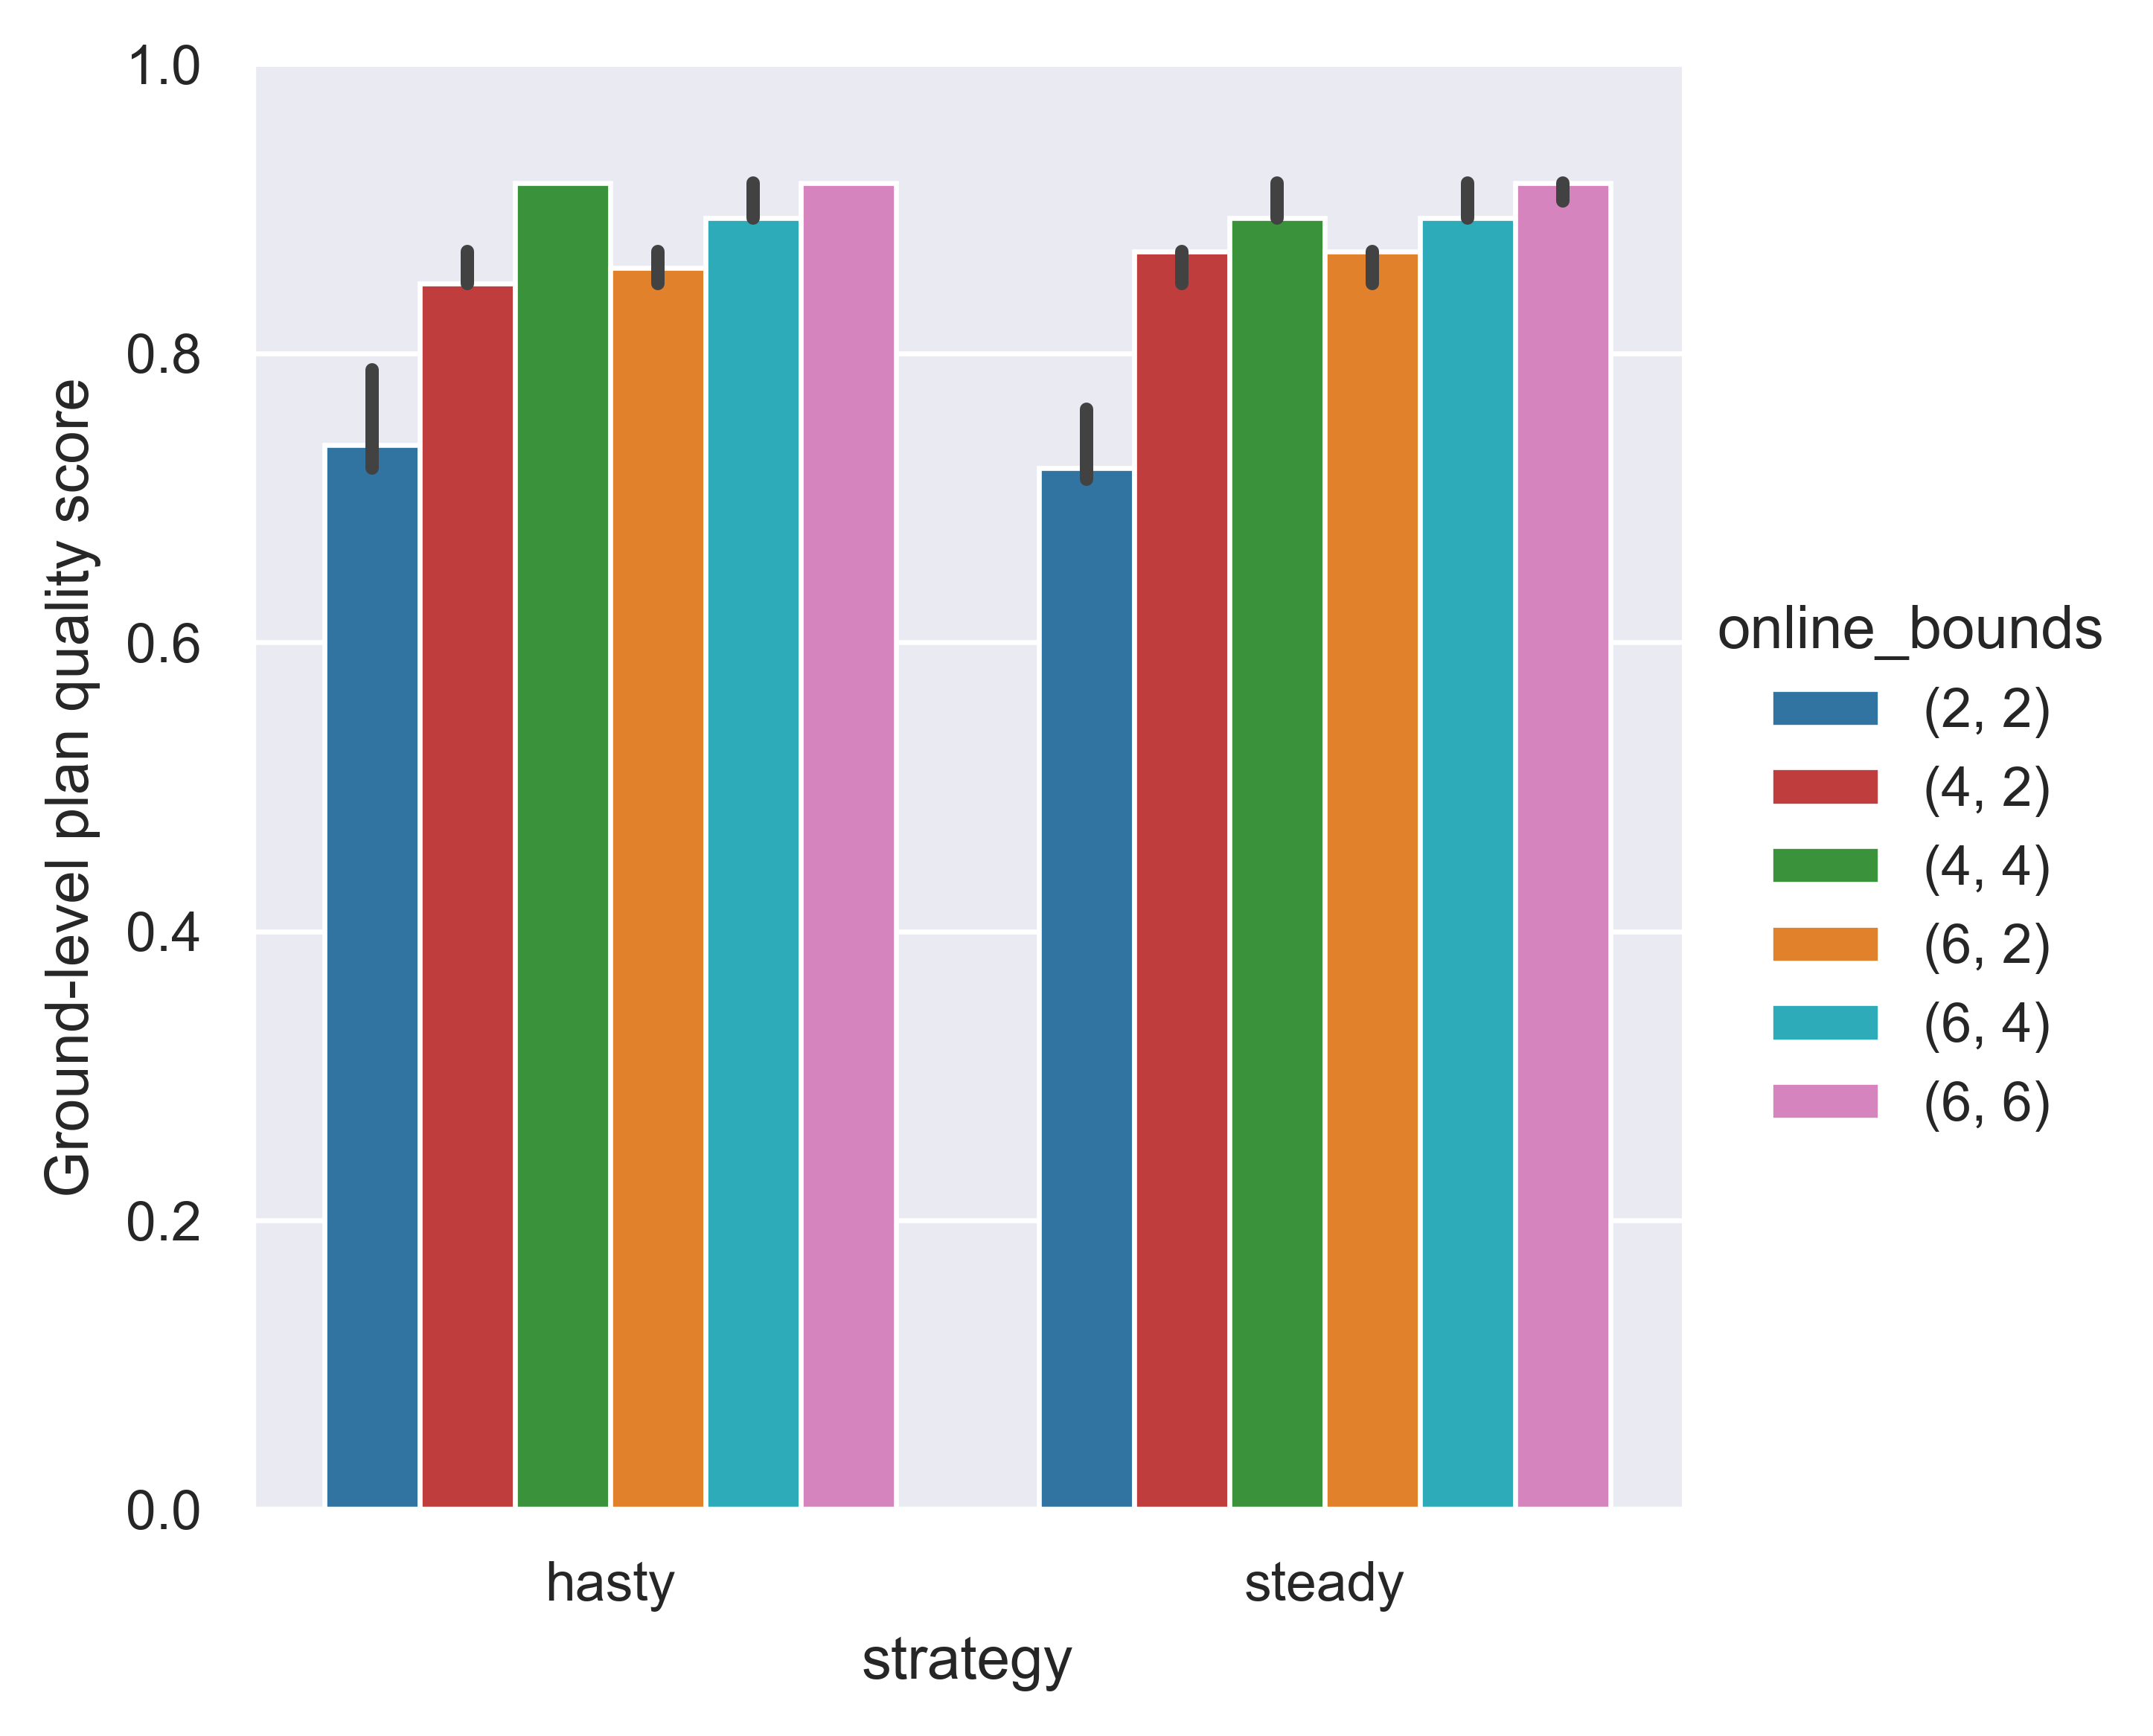 1.0
0.8
0.6
0.4
0.2
0.0
Ground-level plan quality score
hasty
steady
strategy
online_bounds
(2, 2)
(4, 2)
(4, 4)
(6, 2)
(6, 4)
(6, 6)